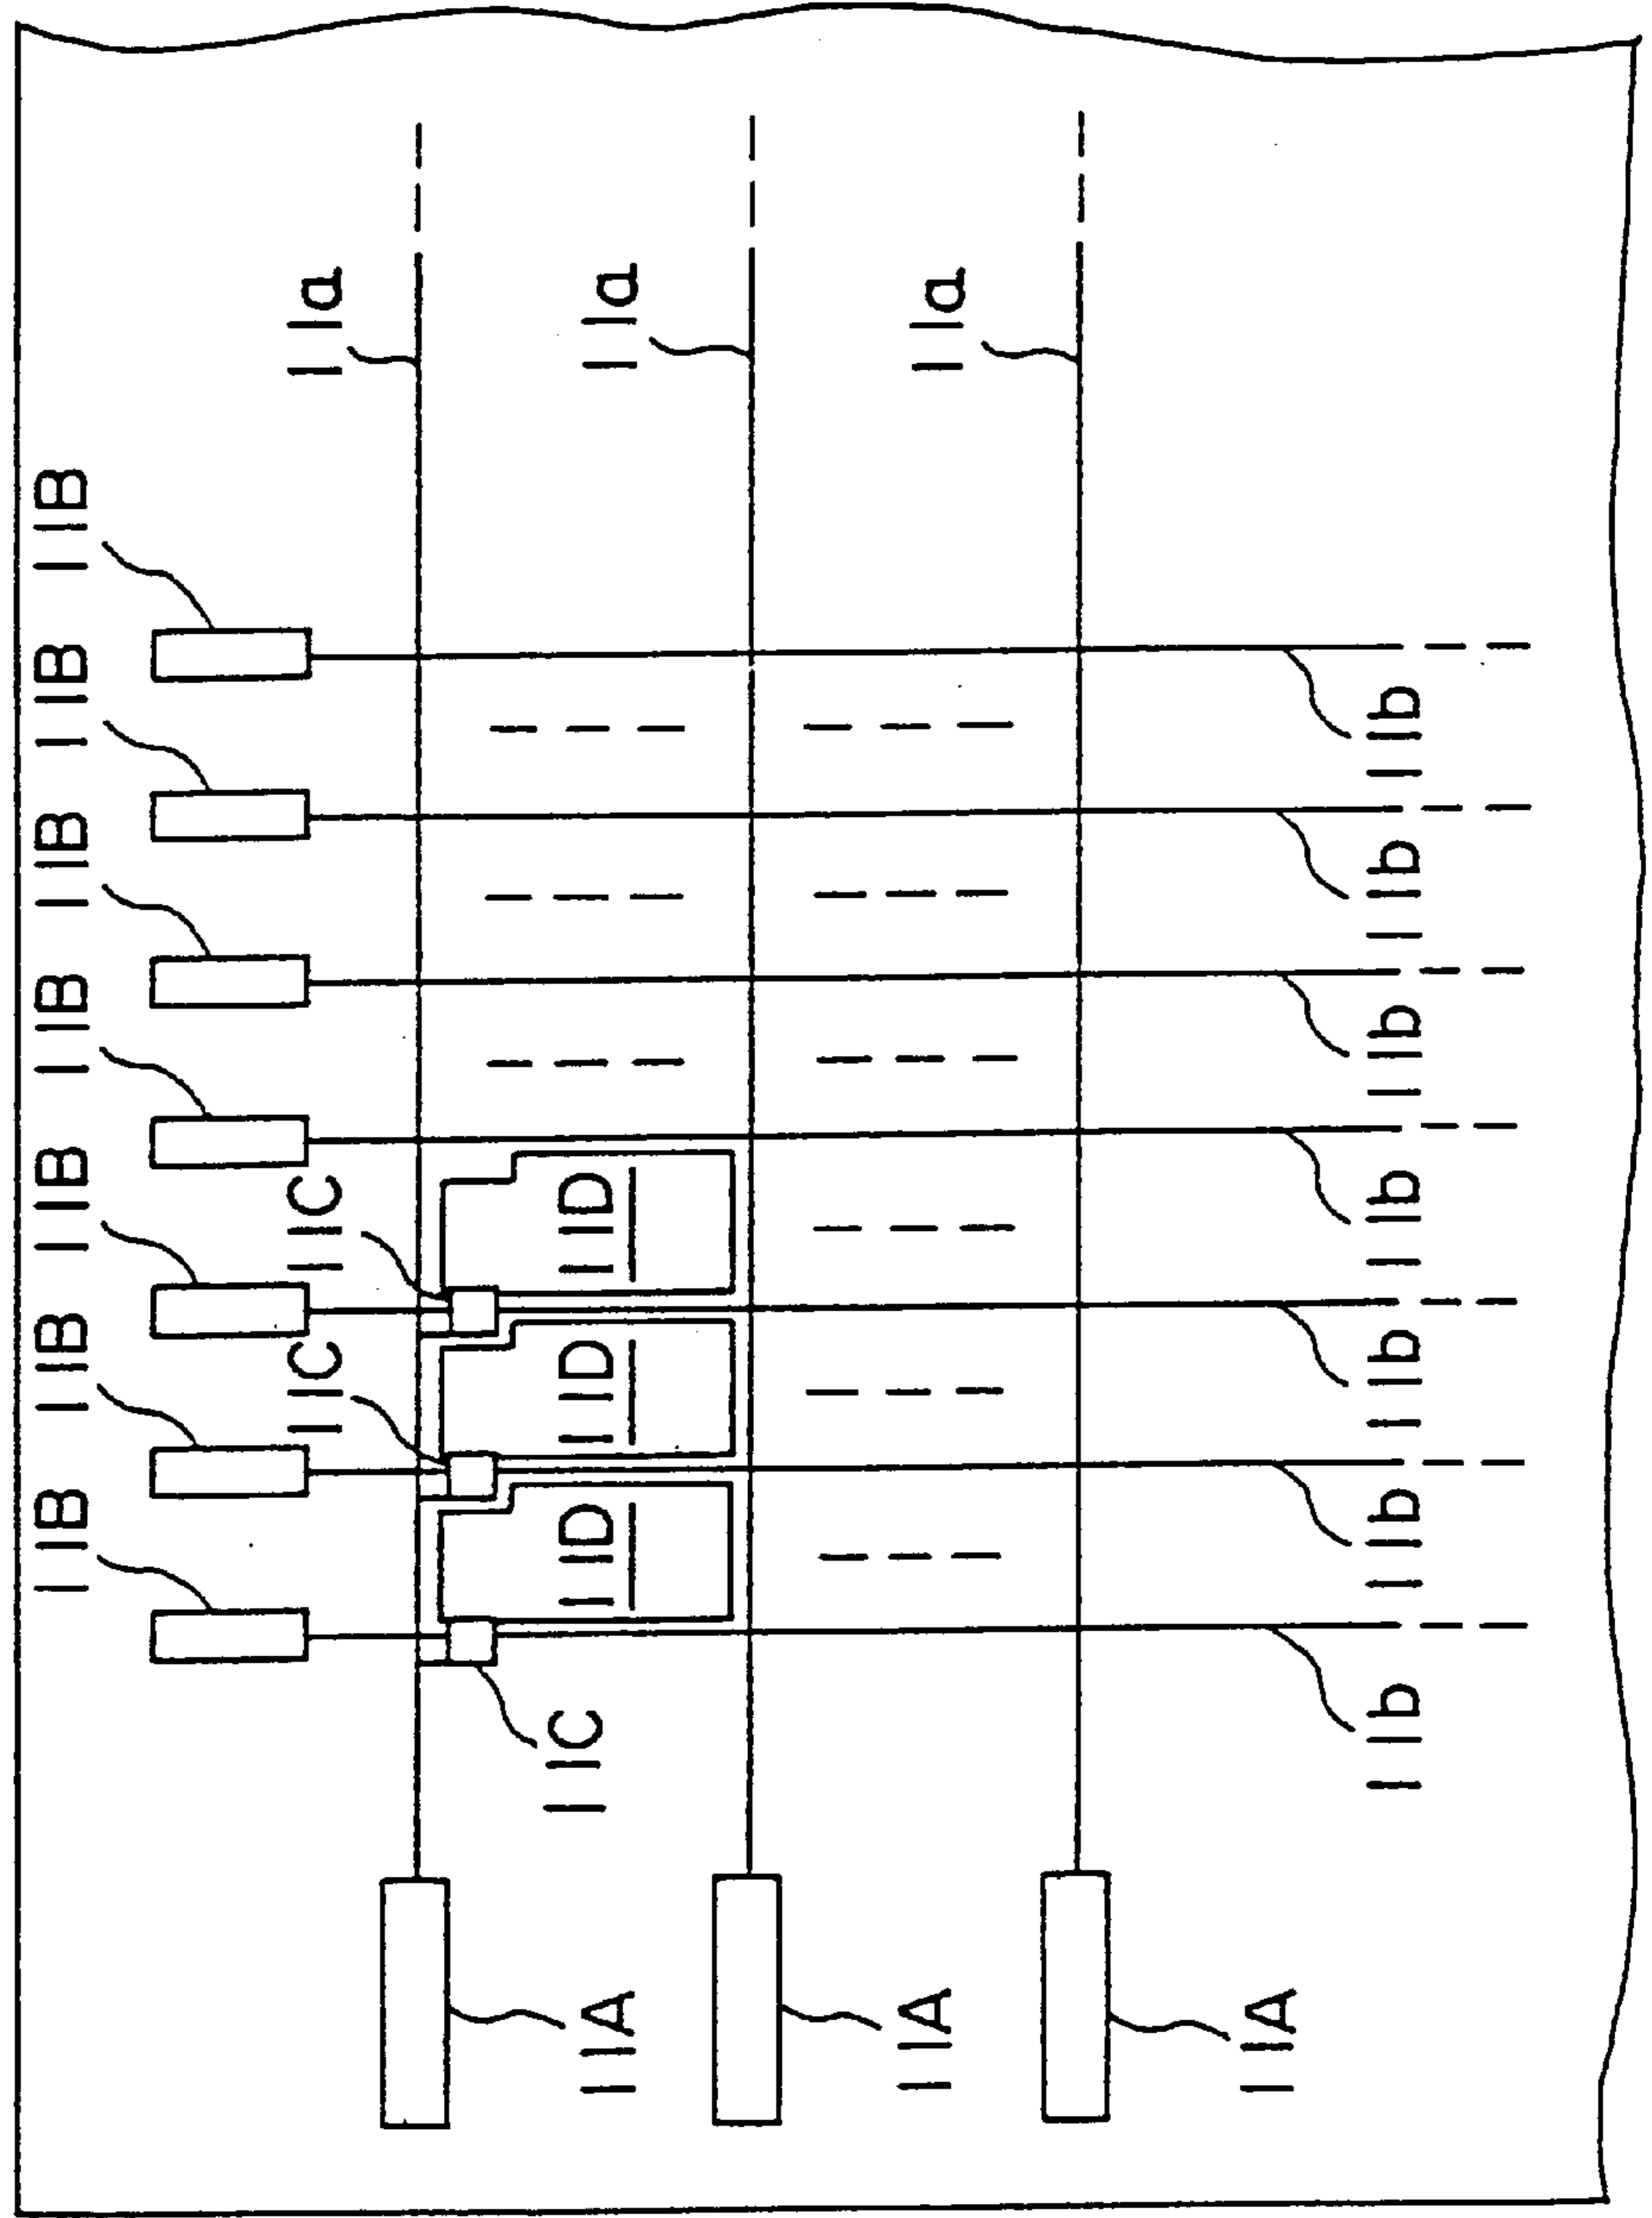 11B 11B 11B 11B 11B 11B 11B
11C 11C 11a
11A 11C 11D 11D 11D 11a
11A 11a
11A
11b 11b 11b 11b 11b 11b 11b